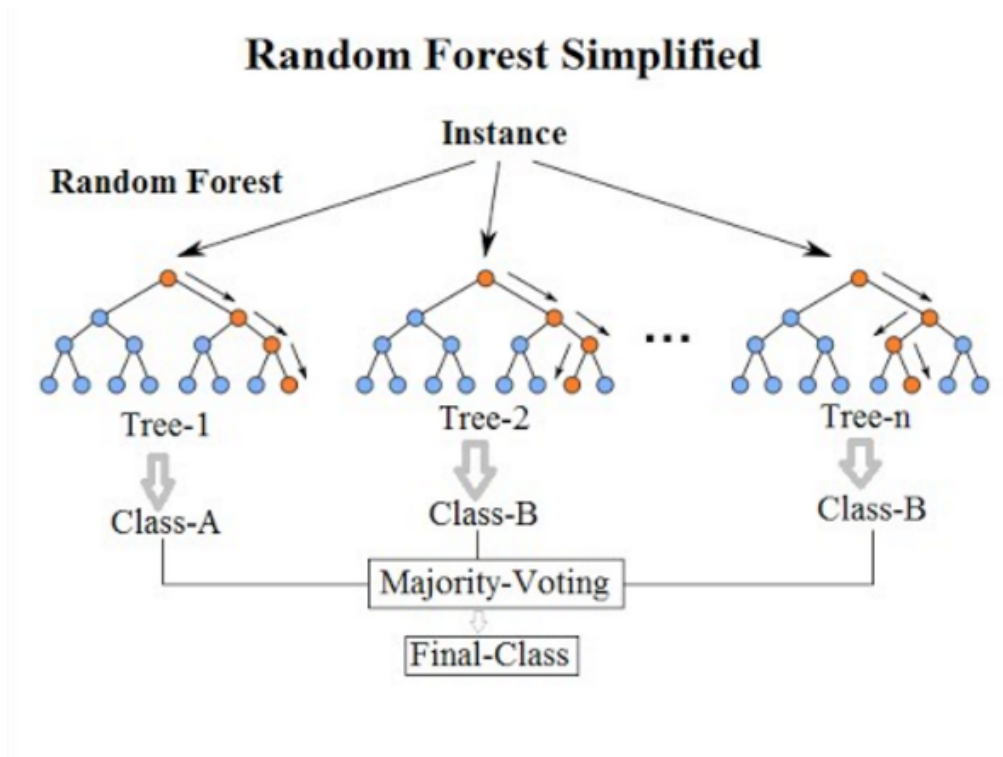 Random Forest Simplified
Instance
Random Forest
...
Tree-1
Tree-2
Tree-n
Class-A
Class-B
Class-B
Majority-Voting
Final-Class